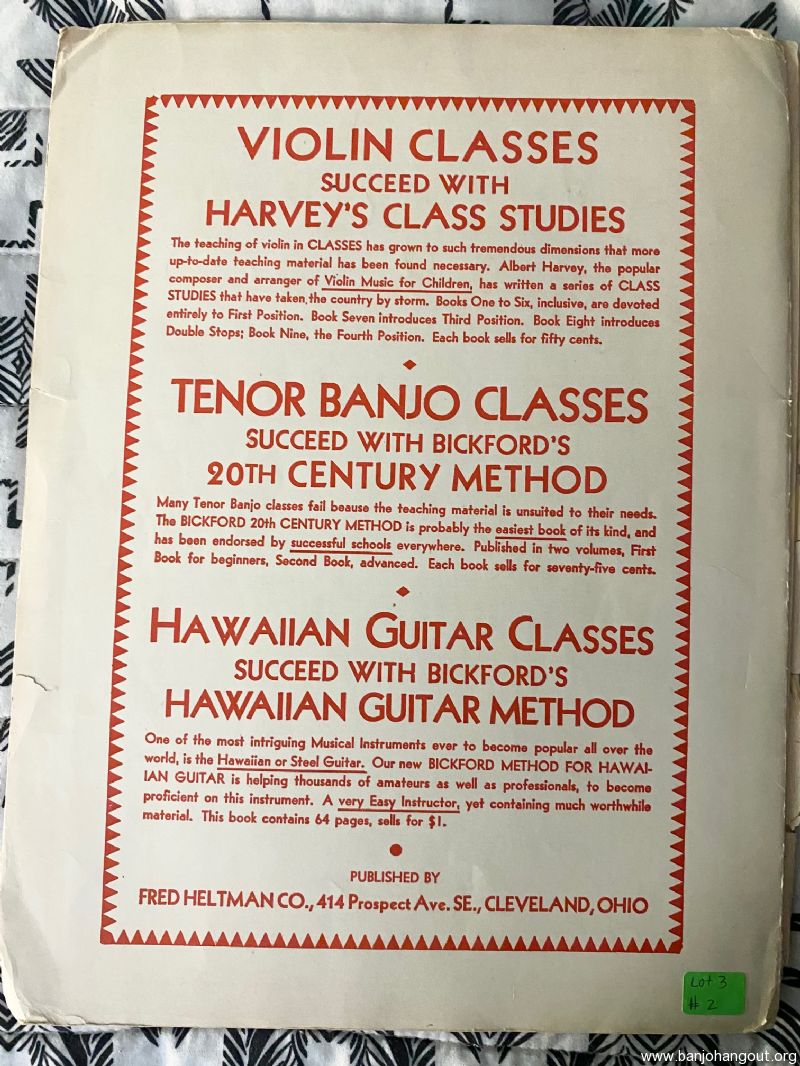 VIOLIN CLASSES
SUCCEED WITH
HARVEY'S CLASS STUDIES
The teaching of violin in CLASSES has grown to such tremendous dimensions that more
up-to-date teaching material has been found necessary. Albert Harvey, the popular
composer and arranger of Violin Music for Children, has written a series of CLASS
STUDIES that have taken the country by storm. Books One to Six, inclusive, are devoted
entirely to First Position. Book Seven introduces Third Position. Book Eight introduces
Double Stops; Book Nine, the Fourth Position. Each book sells for fifty cents.
TENOR BANJO CLASSES
SUCCEED WITH BICKFORD'S
20TH CENTURY METHOD
Many Tenor Banjo classes fail beause the teaching material is unsuited to their needs.
The BICKFORD 20th CENTURY METHOD is probably the easiest book of its kind, and
has been endorsed by successful schools everywhere. Published in two volumes, First
Book for beginners, Second Book, advanced. Each book sells for seventy-five cents.
HAWAIIAN GUITAR CLASSES
SUCCEED WITH BICKFORD'S
HAWAIIAN GUITAR METHOD
One of the most intriguing Musical Instruments ever to become popular all over the
world, is the Hawaiian or Steel Guitar. Our new BICKFORD METHOD FOR HAWAI-
IAN GUITAR is helping thousands of amateurs as well as professionals, to become
proficient on this instrument. A very Easy Instructor, yet containing much worthwhile
material. This book contains 64 pages, sells for $1.
PUBLISHED BY
FRED HELTMAN CO., 414 Prospect Ave. SE., CLEVELAND, OHIO
Lot 3
# 2
www.banjohangout.org